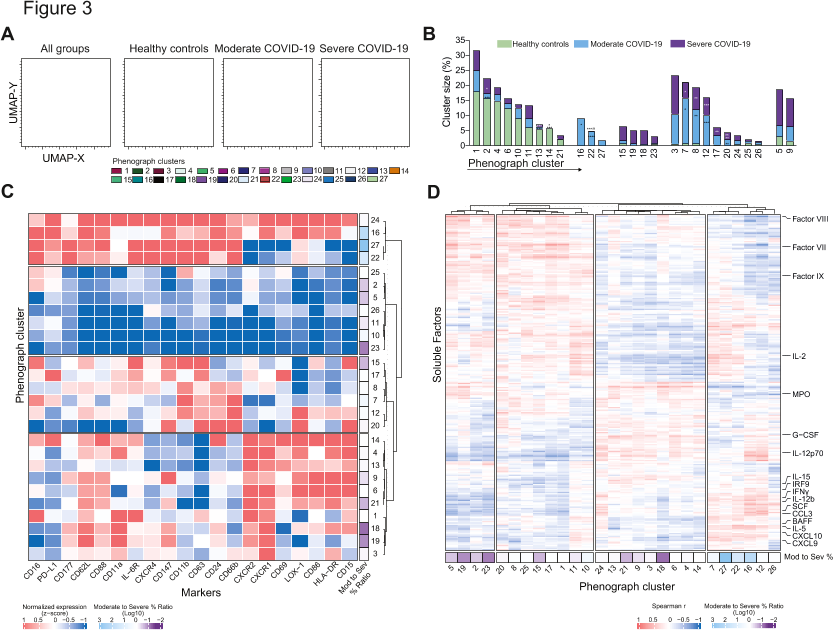 Figure 3
A
All groups
Healthy controls
Moderate COVID-19
Severe COVID-19
UMAP-Y
UMAP-X
Phenograph clusters
1 2 3 4 5 6 7 8 9 10 11 12 13 14
15 16 17 18 19 20 21 22 23 24 25 26 27
B
Healthy controls
Moderate COVID-19
Severe COVID-19
Cluster size (%)
35
30
25
20
15
10
5
0
1 2 4 6 10 11 13 14 21 16 22 27 15 19 18 23 3 7 8 12 17 20 24 25 26 5 9
Phenograph cluster
C
Phenograph cluster
24
16
27
22
25
2
5
26
11
10
23
15
17
8
7
12
20
14
4
13
9
6
21
1
18
19
3
CD16 PD-L1 CD177 CD62L CD88 CD11a IL-6R CXCR4 CD147 CD11b CD63 CD24 CD66b CXCR2 CXCR1 CD69 LOX-1 CD86 HLA-DR CD15 Mod to Sev % Ratio
Markers
Normalized expression
(z-score)
1 0.5 0 -0.5 -1
Moderate to Severe % Ratio
(Log10)
3 2 1 0 -1 -2
D
Soluble Factors
Factor VIII
Factor VII
Factor IX
IL-2
MPO
G-CSF
IL-12p70
IL-15
IRF9
IFNγ
IL-12b
SCF
CCL3
BAFF
IL-5
CXCL10
CXCL9
Mod to Sev %
5 19 2 23 20 8 25 15 17 1 11 10 24 13 21 9 3 18 6 4 14 7 27 22 16 12 26
Phenograph cluster
Spearman r
1 0.5 0 -0.5 -1
Moderate to Severe % Ratio
(Log10)
3 2 1 0 -1 -2